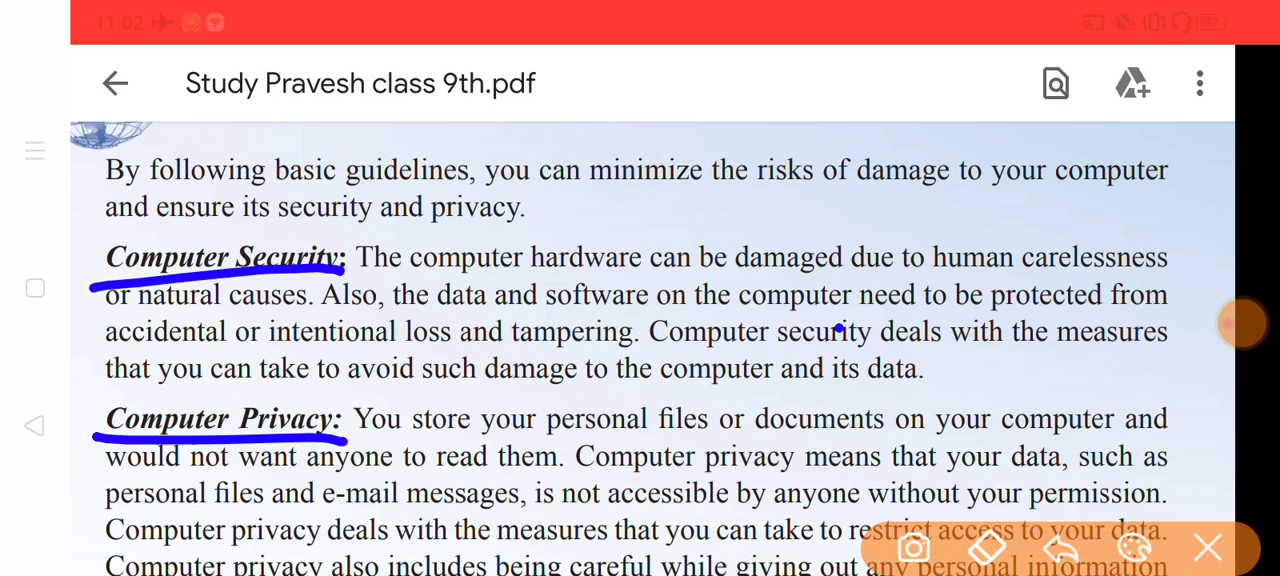 11:02
87
Study Pravesh class 9th.pdf
By following basic guidelines, you can minimize the risks of damage to your computer
and ensure its security and privacy.
Computer Security: The computer hardware can be damaged due to human carelessness
or natural causes. Also, the data and software on the computer need to be protected from
accidental or intentional loss and tampering. Computer security deals with the measures
that you can take to avoid such damage to the computer and its data.
Computer Privacy: You store your personal files or documents on your computer and
would not want anyone to read them. Computer privacy means that your data, such as
personal files and e-mail messages, is not accessible by anyone without your permission.
Computer privacy deals with the measures that you can take to restrict access to your data.
Computer privacy also includes being careful while giving out any personal information